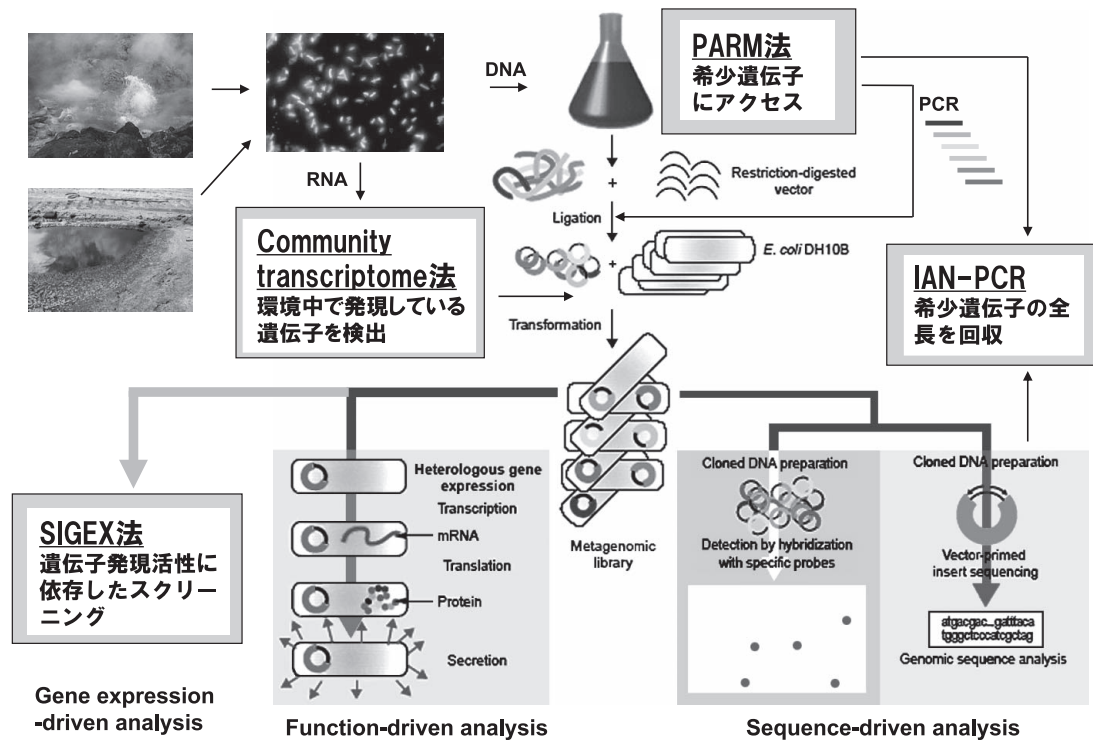 DNA
PARM法
希少遺伝子
にアクセス
PCR
RNA
Restriction-digested
vector
+
Ligation
Community
transcriptome法
環境中で発現している
遺伝子を検出
E. coli DH10B
+
Transformation
IAN-PCR
希少遺伝子の全
長を回収
SIGEX法
遺伝子発現活性に
依存したスクリー
ニング
Gene expression
-driven analysis
Heterologous gene
expression
Transcription
mRNA
Translation
Protein
Secretion
Function-driven analysis
Metagenomic
library
Cloned DNA preparation
Detection by hybridization
with specific probes
Cloned DNA preparation
Vector-primed
insert sequencing
atgacgac...gatttaca
tgggctcccatcgctag
Genomic sequence analysis
Sequence-driven analysis